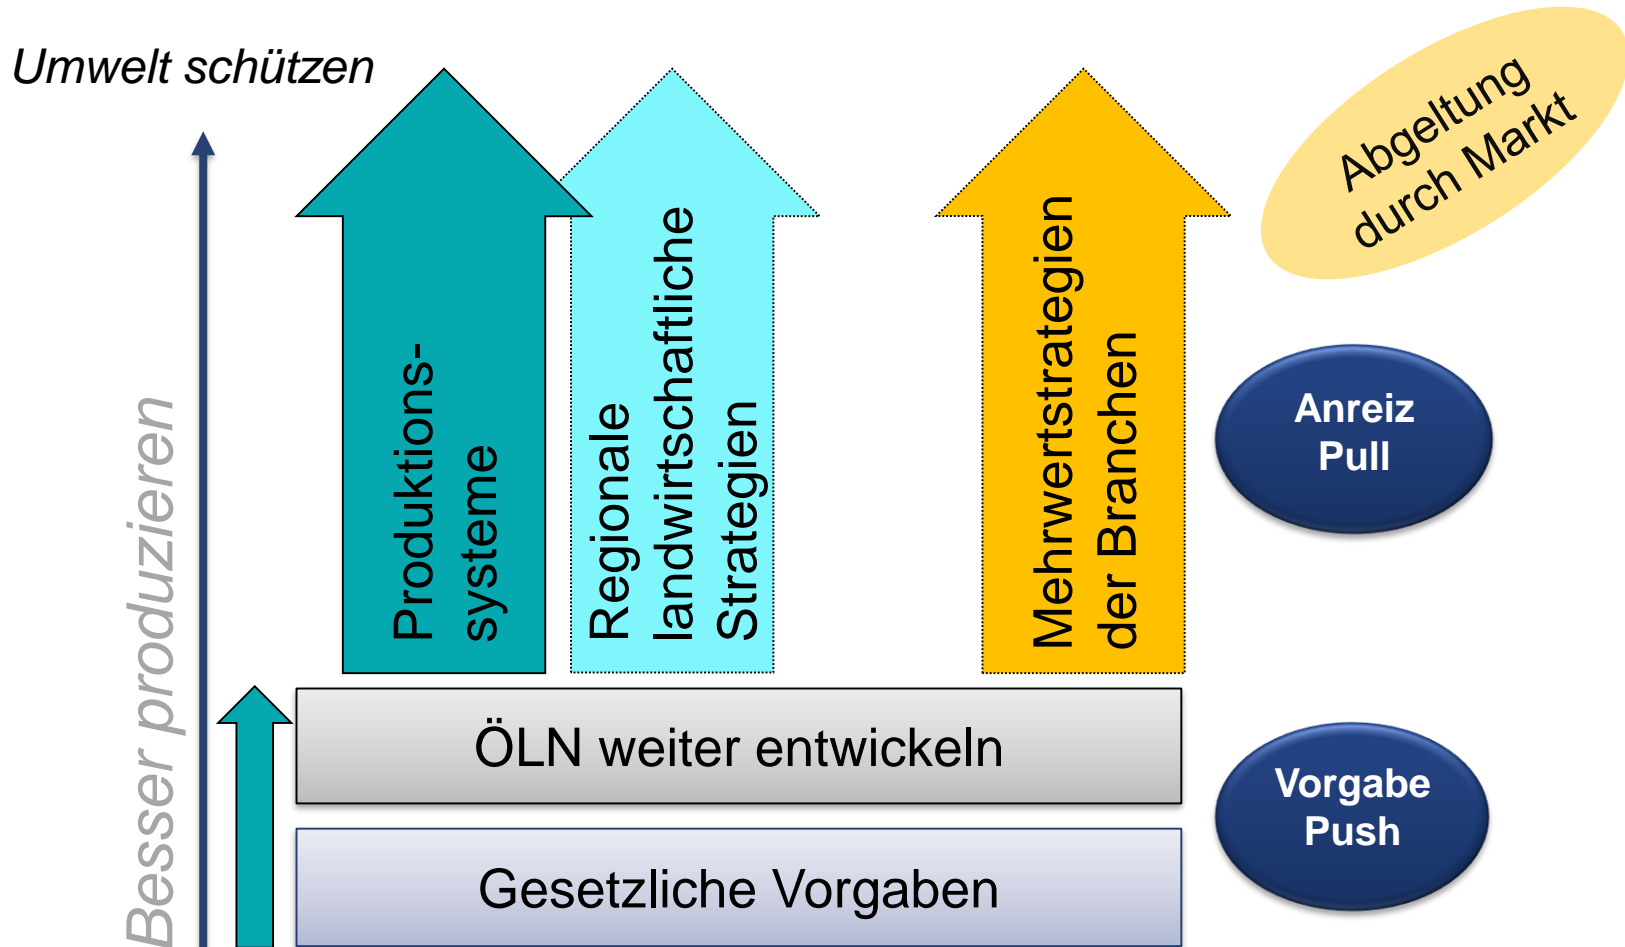 Umwelt schützen
Besser produzieren
Produktions-
systeme
Regionale
landwirtschaftliche
Strategien
Mehrwertstrategien
der Branchen
Abgeltung
durch Markt
Anreiz
Pull
ÖLN weiter entwickeln
Vorgabe
Push
Gesetzliche Vorgaben